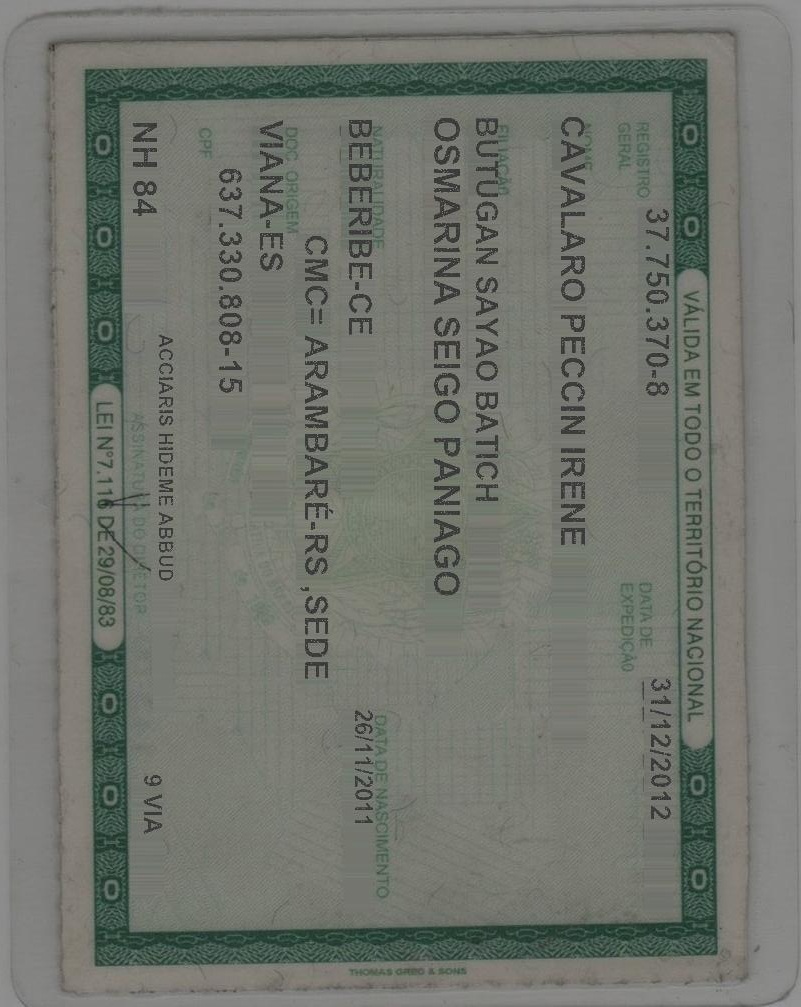 VÁLIDA EM TODO O TERRITÓRIO NACIONAL
REGISTRO GERAL 37.750.370-8 DATA DE EXPEDIÇÃO 31/12/2012
NOME
CAVALARO PECCIN IRENE
FILIAÇÃO
BUTUGAN SAYAO BATICH
OSMARINA SEIGO PANIAGO
NATURALIDADE DATA DE NASCIMENTO
BEBERIBE-CE 26/11/2011
DOC. ORIGEM CMC= ARAMBARÉ-RS ,SEDE
VIANA-ES
CPF 637.330.808-15
ACCIARIS HIDEME ABBUD
NH 84 9 VIA
ASSINATURA DO DIRETOR
LEI Nº7.116 DE 29/08/83
THOMAS GREG & SONS